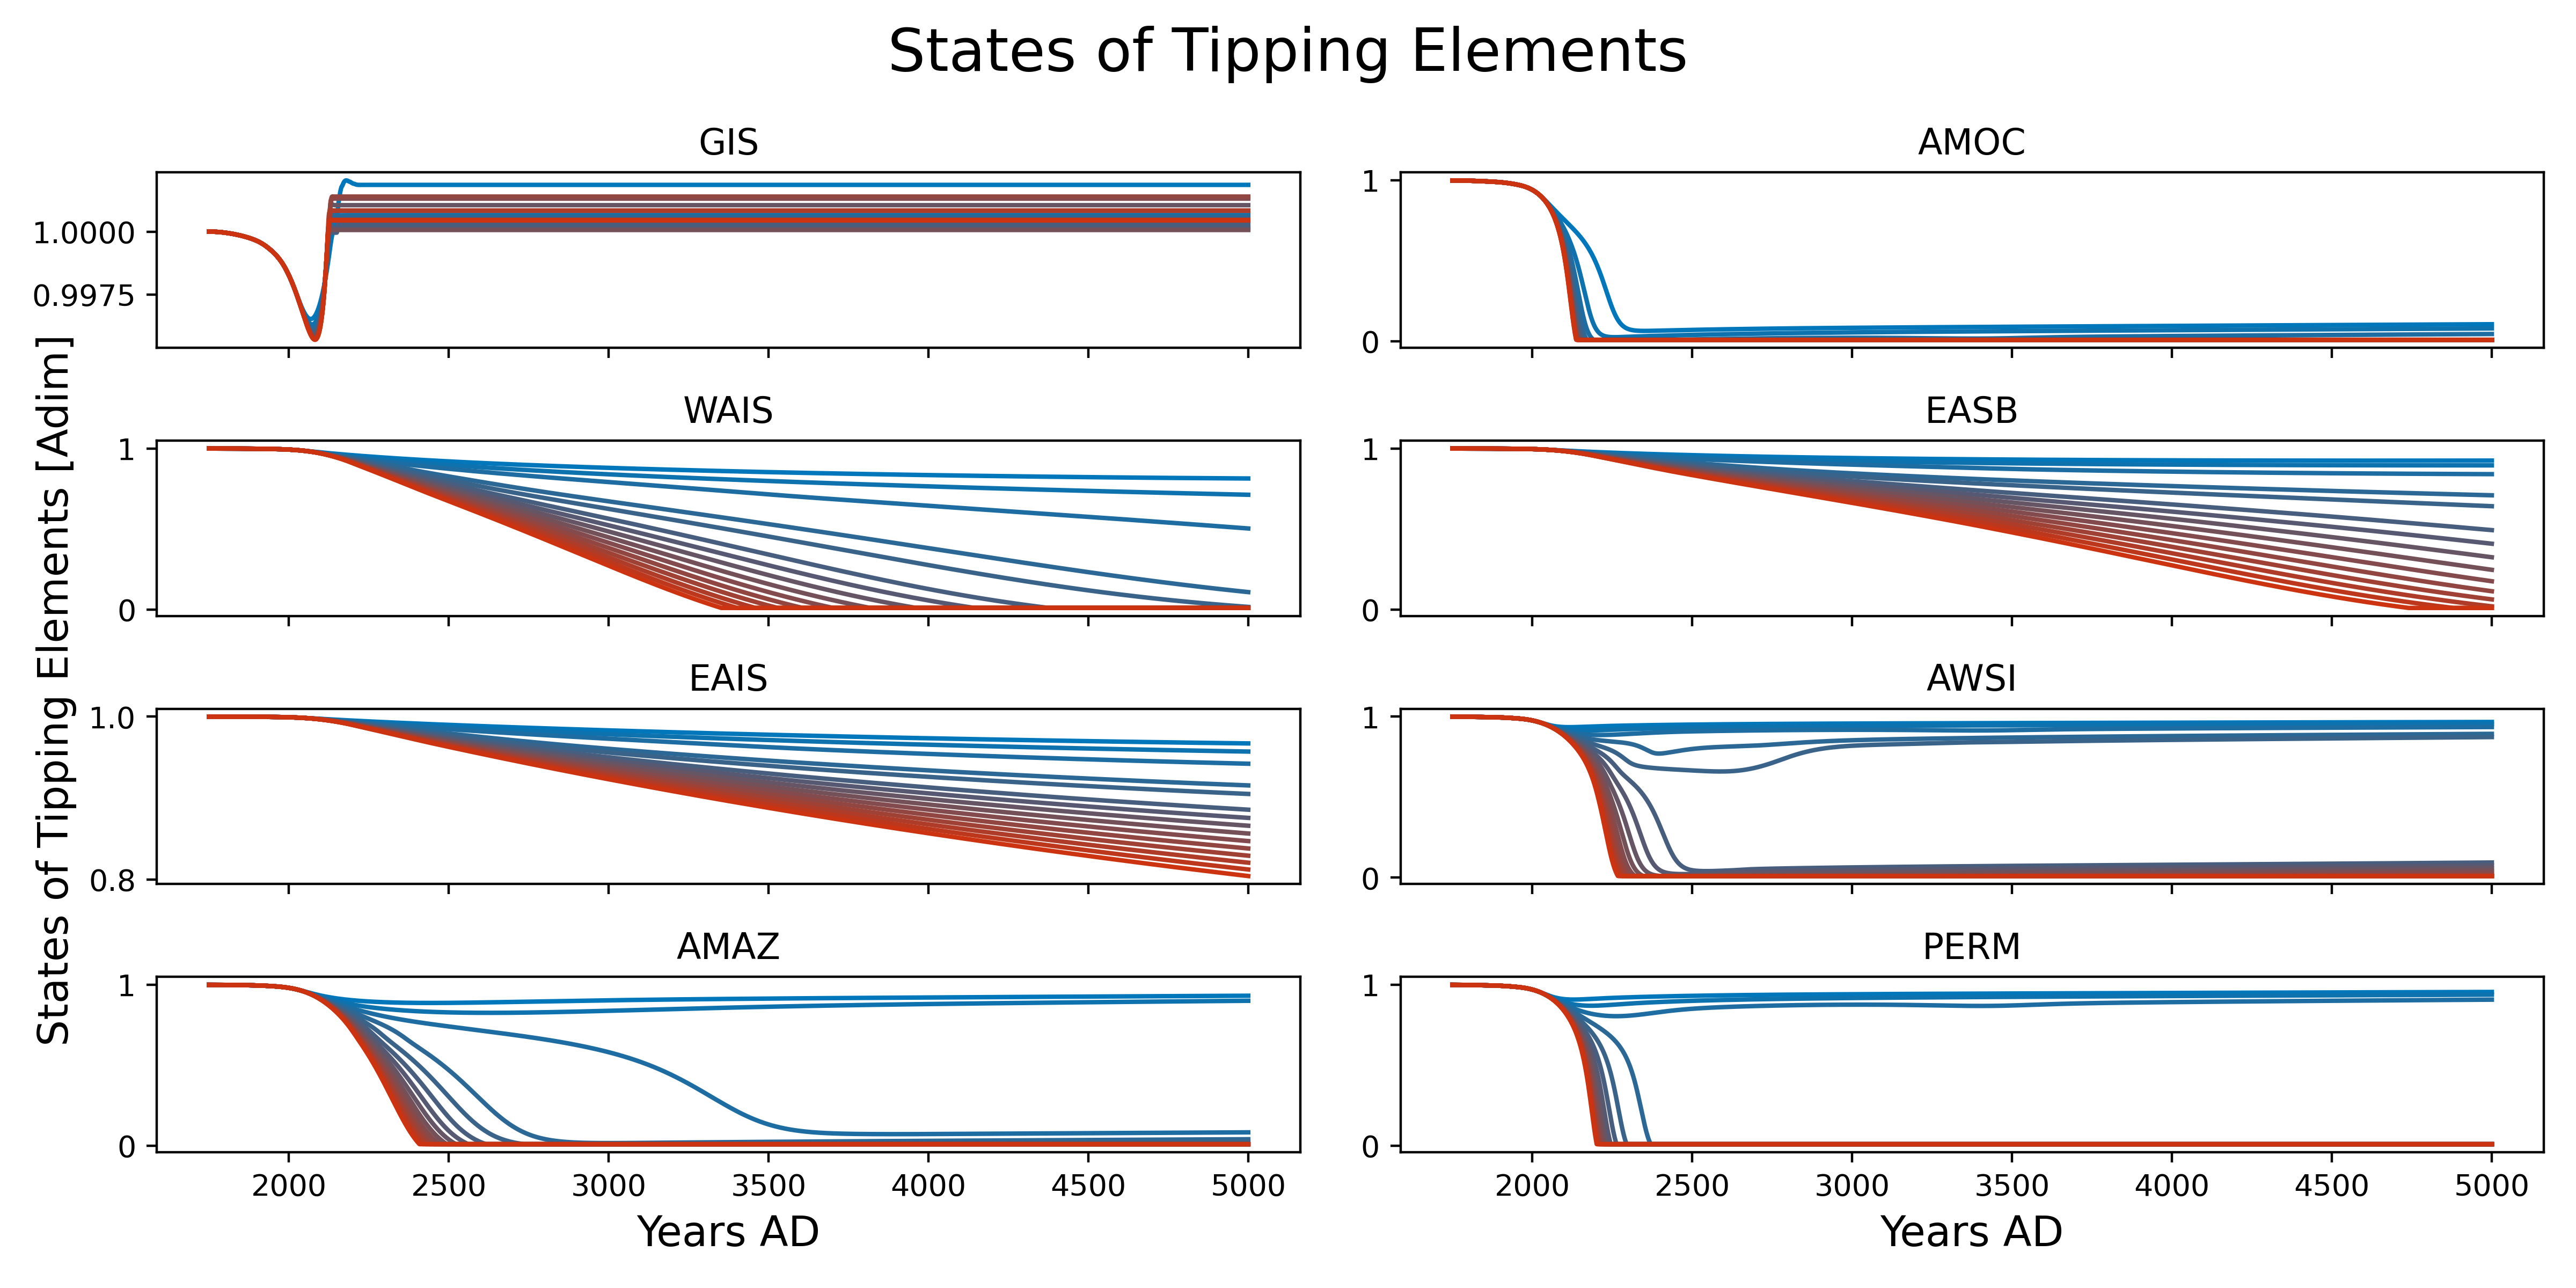 States of Tipping Elements
GIS
AMOC
1.0000
0.9975
1
0
WAIS
EASB
1
0
1
0
EAIS
AWSI
1.0
0.8
1
0
AMAZ
PERM
1
0
1
0
2000 2500 3000 3500 4000 4500 5000
2000 2500 3000 3500 4000 4500 5000
Years AD
Years AD
States of Tipping Elements [Adim]